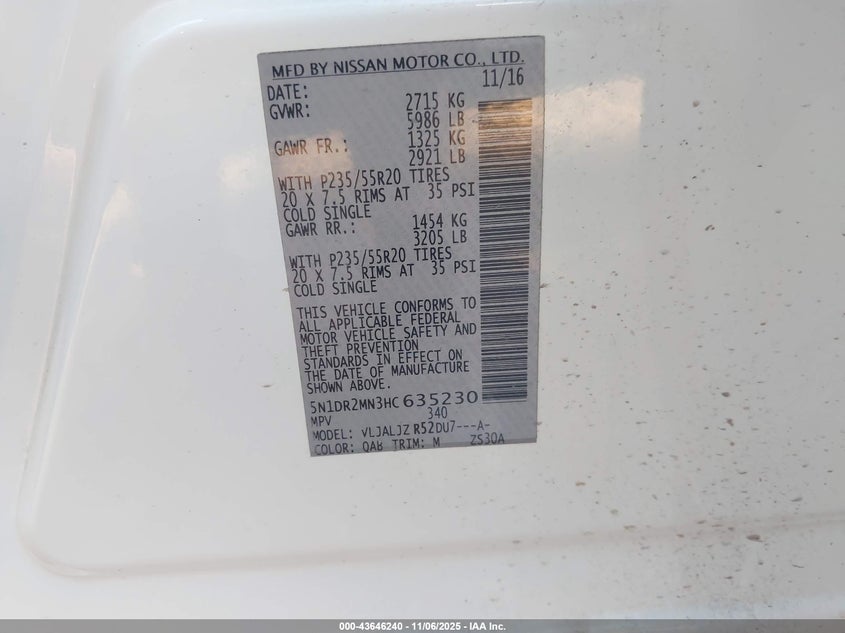 MFD BY NISSAN MOTOR CO., LTD.
DATE: 11/16
GVWR: 2715 KG
5986 LB
GAWR FR.: 1325 KG
2921 LB
WITH P235/55R20 TIRES
20 X 7.5 RIMS AT 35 PSI
COLD SINGLE
GAWR RR.: 1454 KG
3205 LB
WITH P235/55R20 TIRES
20 X 7.5 RIMS AT 35 PSI
COLD SINGLE
THIS VEHICLE CONFORMS TO
ALL APPLICABLE FEDERAL
MOTOR VEHICLE SAFETY AND
THEFT PREVENTION
STANDARDS IN EFFECT ON
THE DATE OF MANUFACTURE
SHOWN ABOVE.
5N1DR2MN3HC635230
MPV 340
MODEL: VLJALJZ R52DU7---A-
COLOR: QAB TRIM: M ZS30A
000-43646240 - 11/06/2025 - IAA Inc.